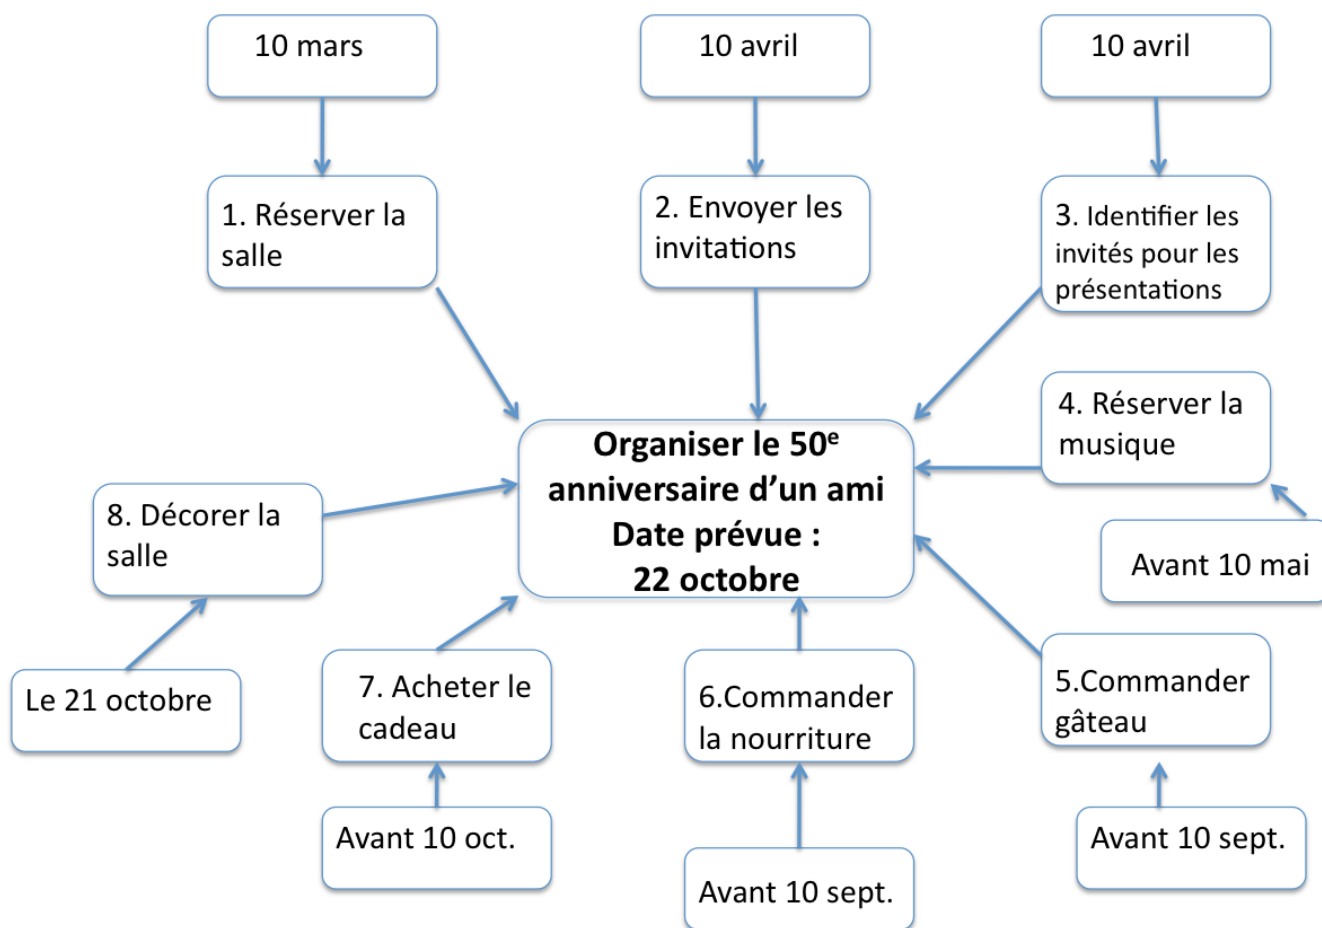 10 mars
10 avril
10 avril
1. Réserver la
salle
2. Envoyer les
invitations
3. Identifier les
invités pour les
présentations
Organiser le 50e
anniversaire d’un ami
Date prévue :
22 octobre
4. Réserver la
musique
Avant 10 mai
8. Décorer la
salle
Le 21 octobre
7. Acheter le
cadeau
Avant 10 oct.
6.Commander
la nourriture
Avant 10 sept.
5.Commander
gâteau
Avant 10 sept.